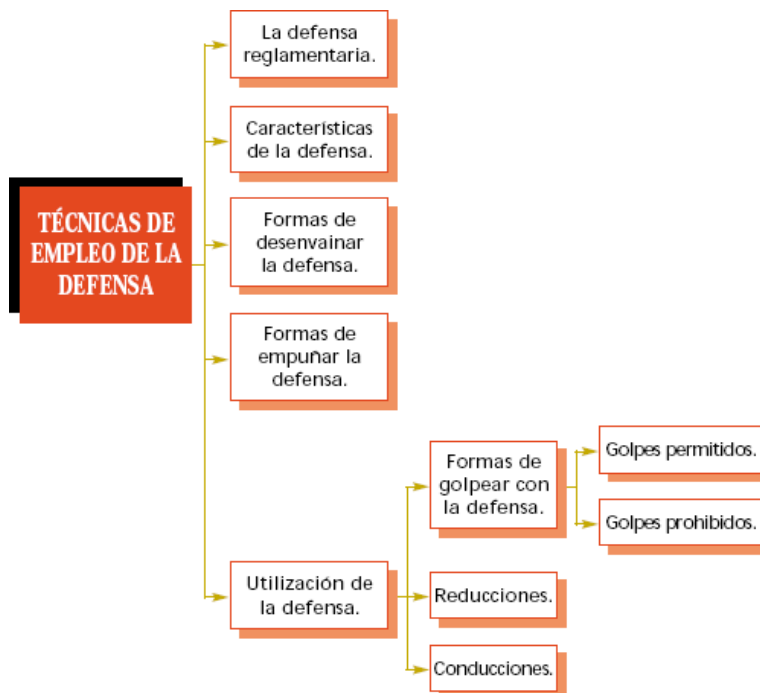 La defensa
reglamentaria.
Características
de la defensa.
TÉCNICAS DE
EMPLEO DE LA
DEFENSA
Formas de
desenvainar
la defensa.
Formas de
empuñar la
defensa.
Utilización de
la defensa.
Formas de
golpear con
la defensa.
Golpes permitidos.
Golpes prohibidos.
Reducciones.
Conducciones.